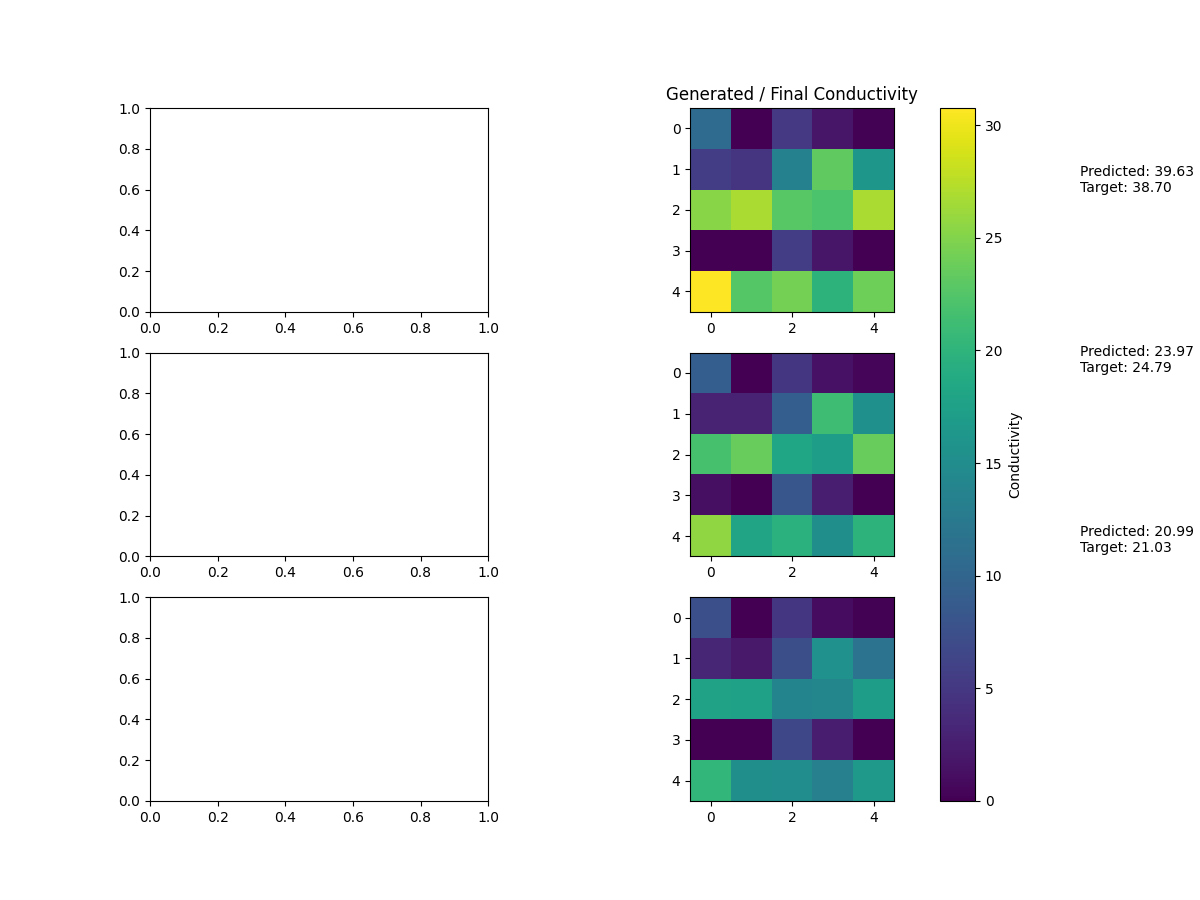 Generated / Final Conductivity
1.0
0.8
0.6
0.4
0.2
0.0
0.0 0.2 0.4 0.6 0.8 1.0
0
1
2
3
4
0 2 4
1.0
0.8
0.6
0.4
0.2
0.0
0.0 0.2 0.4 0.6 0.8 1.0
0
1
2
3
4
0 2 4
1.0
0.8
0.6
0.4
0.2
0.0
0.0 0.2 0.4 0.6 0.8 1.0
0
1
2
3
4
0 2 4
30
25
20
15
10
5
0
Conductivity
Predicted: 39.63
Target: 38.70
Predicted: 23.97
Target: 24.79
Predicted: 20.99
Target: 21.03